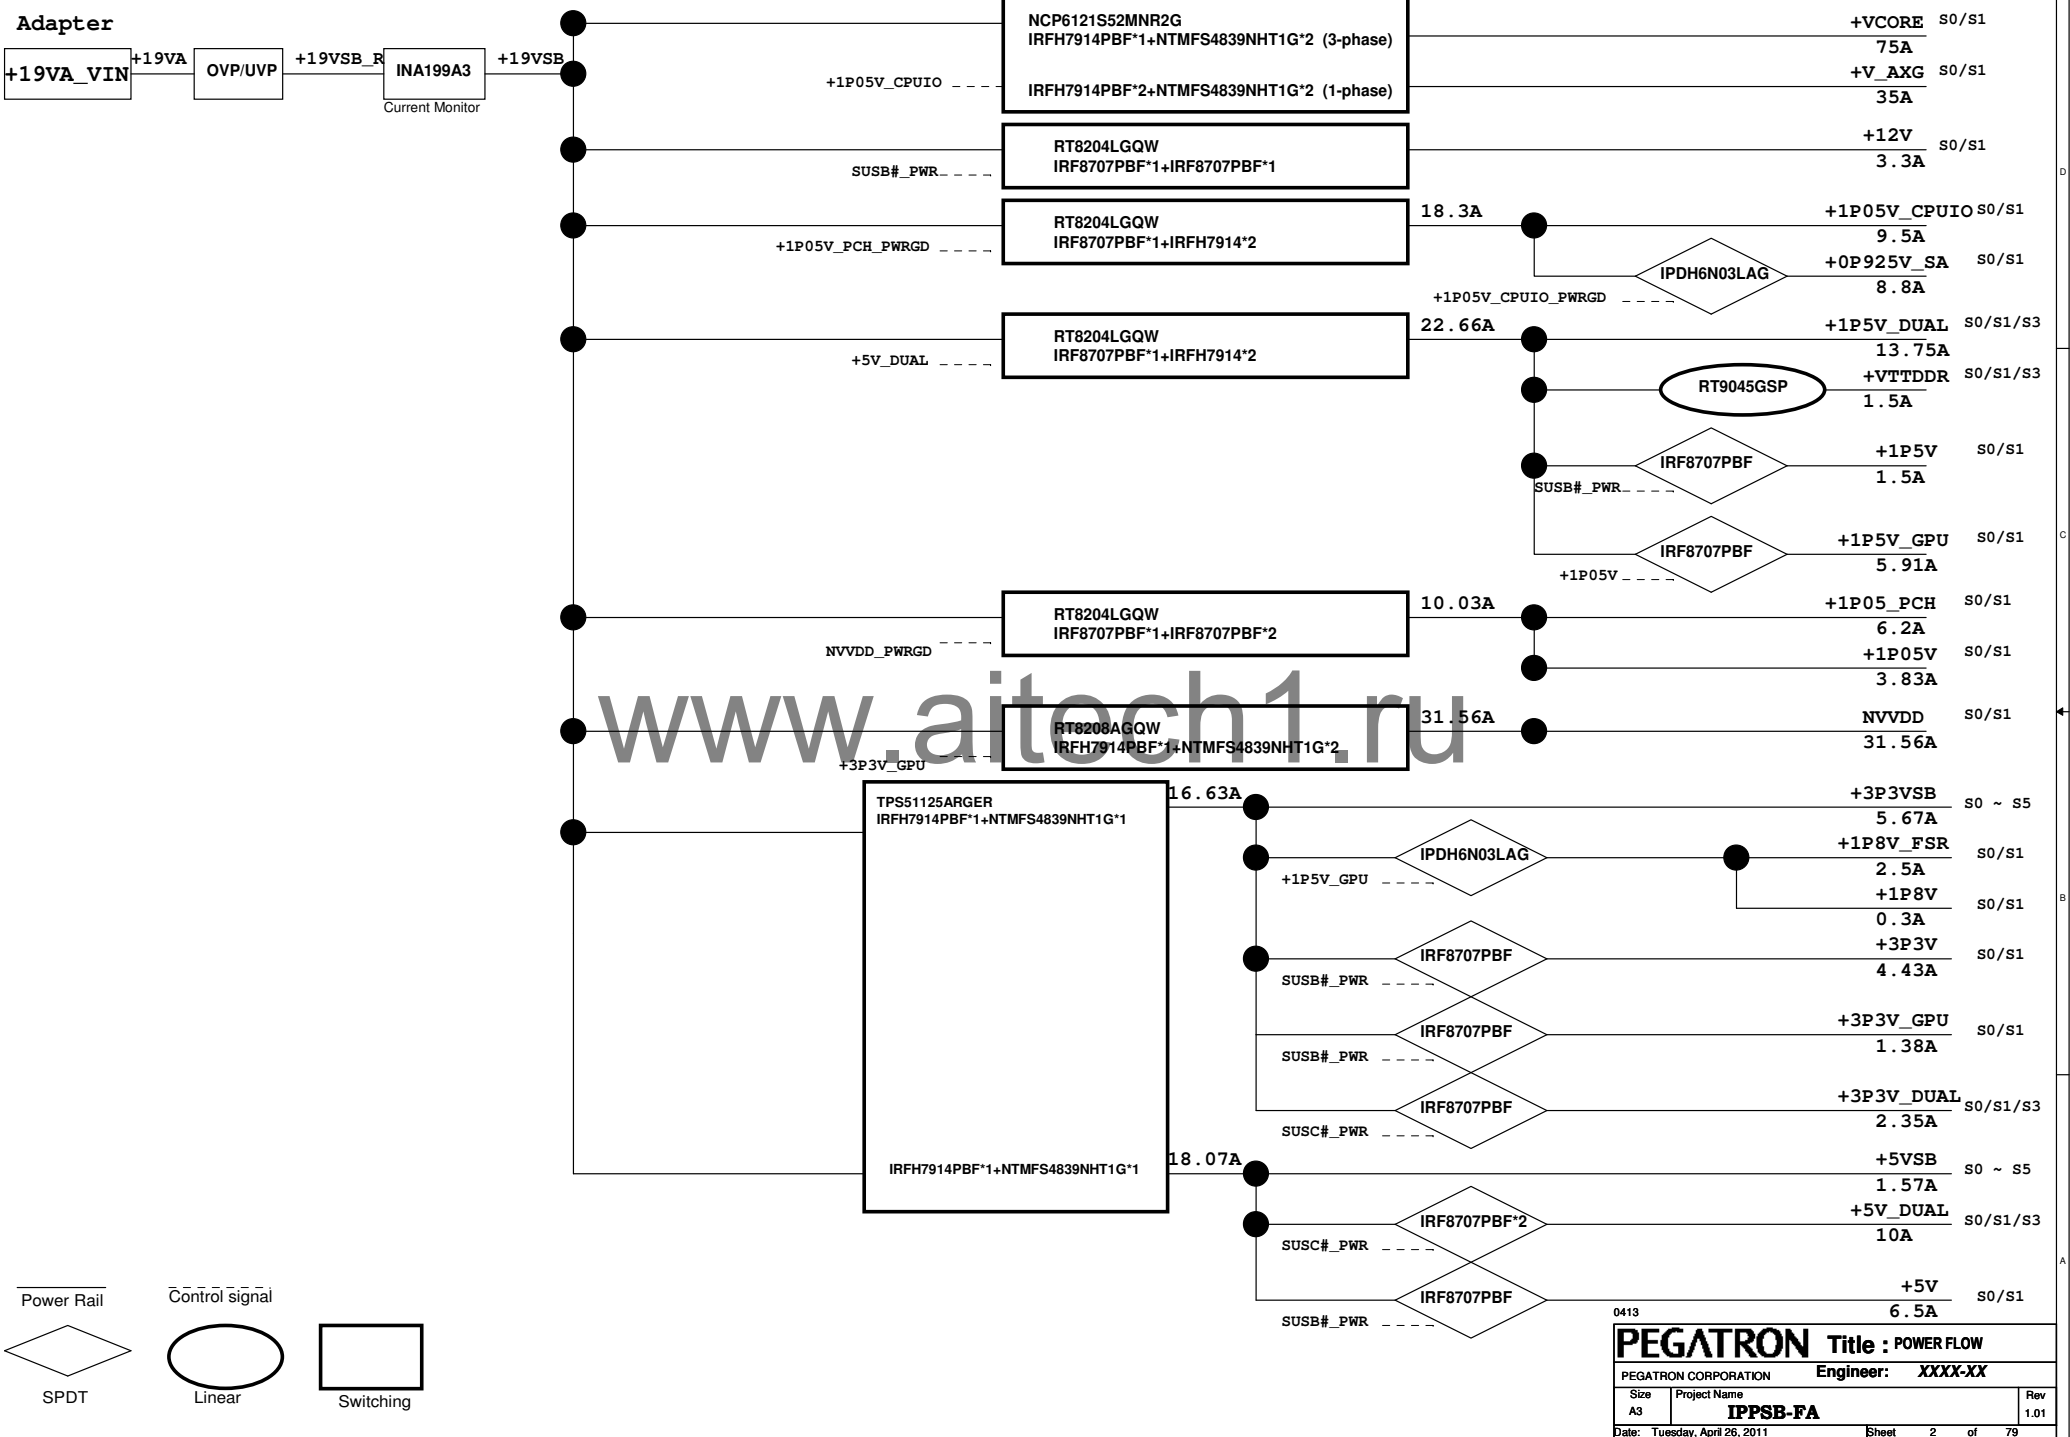 Adapter
+19VA_VIN
+19VA
OVP/UVP
+19VSB_R
INA199A3
Current Monitor
+19VSB
NCP6121S52MNR2G
IRFH7914PBF*1+NTMFS4839NHT1G*2 (3-phase)
+1P05V_CPUIO
IRFH7914PBF*2+NTMFS4839NHT1G*2 (1-phase)
+VCORE S0/S1
75A
+V_AXG S0/S1
35A
RT8204LGQW
IRF8707PBF*1+IRF8707PBF*1
SUSB#_PWR
+12V S0/S1
3.3A
RT8204LGQW
IRF8707PBF*1+IRFH7914*2
+1P05V_PCH_PWRGD
18.3A
+1P05V_CPUIO S0/S1
9.5A
IPDH6N03LAG
+1P05V_CPUIO_PWRGD
+0P925V_SA S0/S1
8.8A
RT8204LGQW
IRF8707PBF*1+IRFH7914*2
+5V_DUAL
22.66A
+1P5V_DUAL S0/S1/S3
13.75A
RT9045GSP
+VTTDDR S0/S1/S3
1.5A
IRF8707PBF
SUSB#_PWR
+1P5V S0/S1
1.5A
IRF8707PBF
+1P05V
+1P5V_GPU S0/S1
5.91A
RT8204LGQW
IRF8707PBF*1+IRF8707PBF*2
NVVDD_PWRGD
10.03A
+1P05_PCH S0/S1
6.2A
+1P05V S0/S1
3.83A
www.aitech1.ru
RT8208AGQW
IRFH7914PBF*1+NTMFS4839NHT1G*2
+3P3V_GPU
31.56A
NVVDD S0/S1
31.56A
TPS51125ARGER
IRFH7914PBF*1+NTMFS4839NHT1G*1
16.63A
+3P3VSB S0 ~ S5
5.67A
IPDH6N03LAG
+1P5V_GPU
+1P8V_FSR S0/S1
2.5A
+1P8V S0/S1
0.3A
IRF8707PBF
SUSB#_PWR
+3P3V S0/S1
4.43A
IRF8707PBF
SUSB#_PWR
+3P3V_GPU S0/S1
1.38A
IRF8707PBF
SUSC#_PWR
+3P3V_DUAL S0/S1/S3
2.35A
IRFH7914PBF*1+NTMFS4839NHT1G*1
18.07A
+5VSB S0 ~ S5
1.57A
IRF8707PBF*2
SUSC#_PWR
+5V_DUAL S0/S1/S3
10A
IRF8707PBF
SUSB#_PWR
+5V S0/S1
6.5A
D
C
B
A
Power Rail
Control signal
SPDT
Linear
Switching
0413
PEGATRON Title : POWER FLOW
PEGATRON CORPORATION Engineer: XXXX-XX
Size Project Name Rev
A3 IPPSB-FA 1.01
Date: Tuesday, April 26, 2011 Sheet 2 of 79